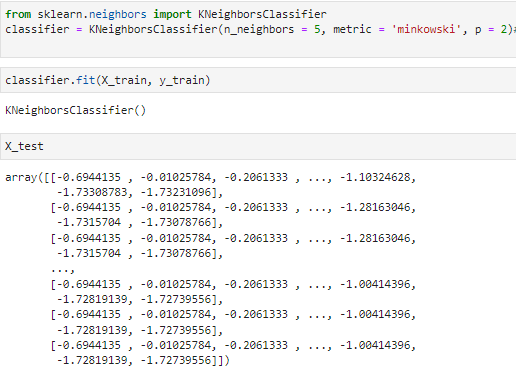 from sklearn.neighbors import KNeighborsClassifier
classifier = KNeighborsClassifier(n_neighbors = 5, metric = 'minkowski', p = 2)#
classifier.fit(X_train, y_train)
KNeighborsClassifier()
X_test
array([[-0.6944135 , -0.01025784, -0.2061333 , ..., -1.10324628,
        -1.73308783, -1.73231096],
       [-0.6944135 , -0.01025784, -0.2061333 , ..., -1.28163046,
        -1.7315704 , -1.73078766],
       [-0.6944135 , -0.01025784, -0.2061333 , ..., -1.28163046,
        -1.7315704 , -1.73078766],
       ...,
       [-0.6944135 , -0.01025784, -0.2061333 , ..., -1.00414396,
        -1.72819139, -1.72739556],
       [-0.6944135 , -0.01025784, -0.2061333 , ..., -1.00414396,
        -1.72819139, -1.72739556],
       [-0.6944135 , -0.01025784, -0.2061333 , ..., -1.00414396,
        -1.72819139, -1.72739556]])